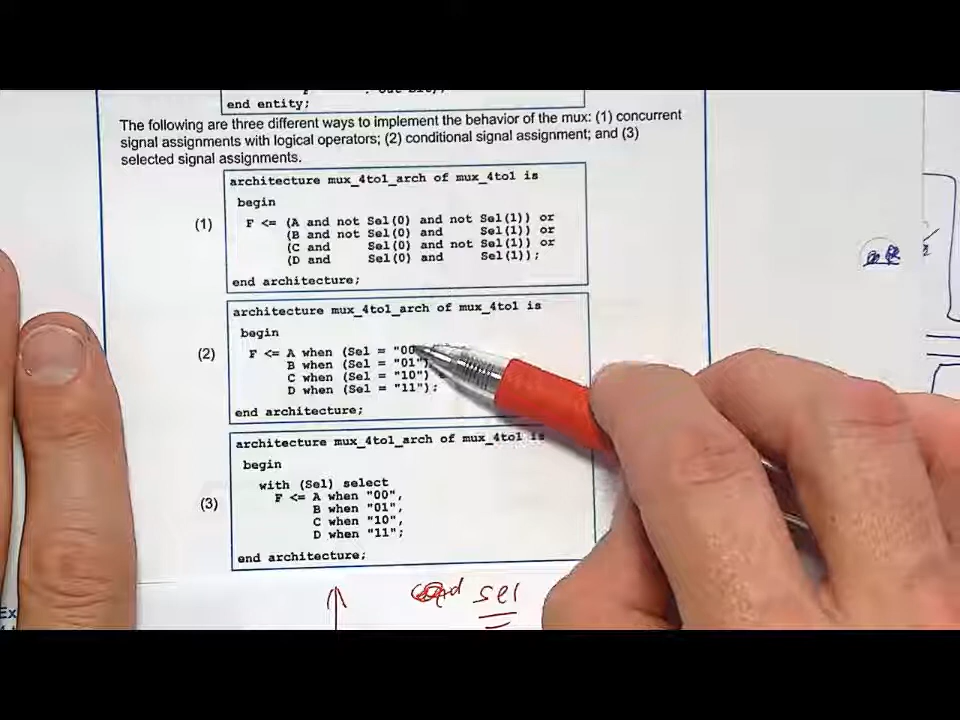 end entity;
The following are three different ways to implement the behavior of the mux: (1) concurrent
signal assignments with logical operators; (2) conditional signal assignment; and (3)
selected signal assignments.
architecture mux_4to1_arch of mux_4to1 is
begin
(1)
F <= (A and not Sel(0) and not Sel(1)) or
(B and not Sel(0) and Sel(1)) or
(C and Sel(0) and not Sel(1)) or
(D and Sel(0) and Sel(1));
end architecture;
architecture mux_4to1_arch of mux_4to1 is
begin
(2)
F <= A when (Sel = "00
B when (Sel = "01")
C when (Sel = "10")
D when (Sel = "11");
end architecture;
architecture mux_4to1_arch of mux_4to1 is
begin
with (Sel) select
(3)
F <= A when "00",
B when "01",
C when "10",
D when "11";
end architecture;
sel
Ex